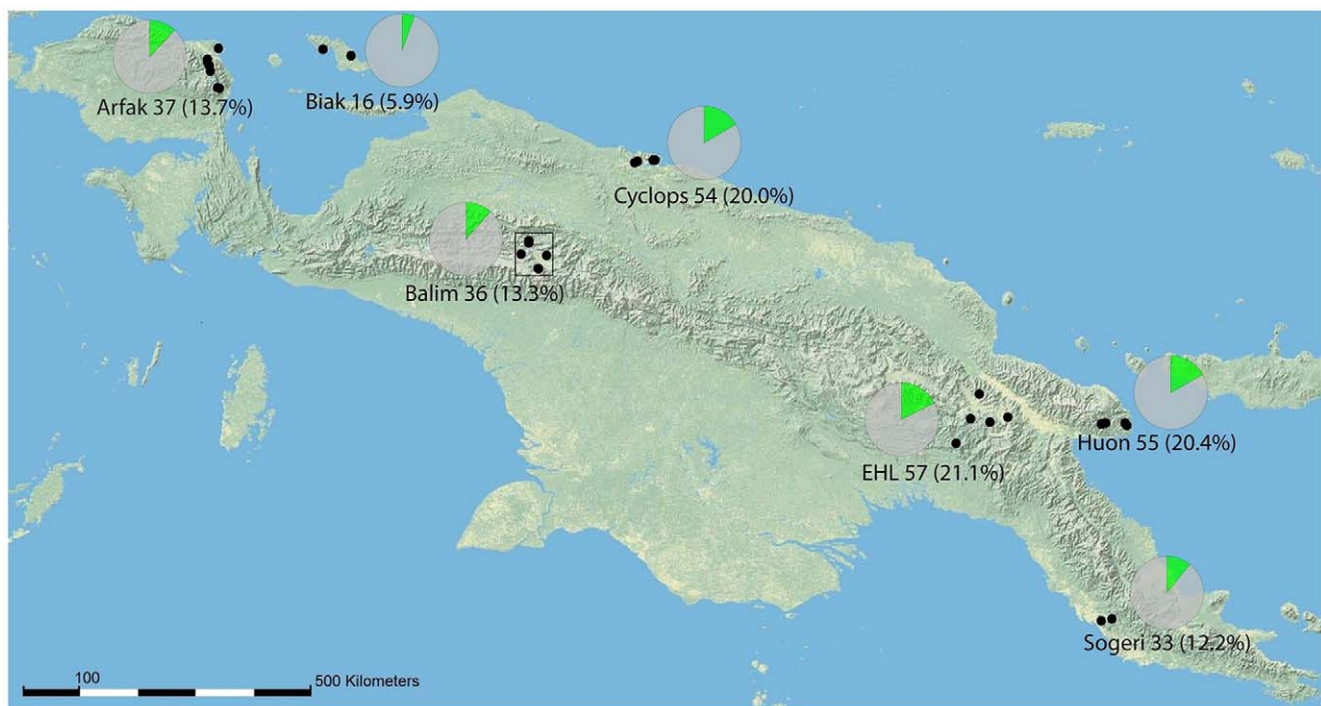 Arfak 37 (13.7%)
Biak 16 (5.9%)
Cyclops 54 (20.0%)
Balim 36 (13.3%)
EHL 57 (21.1%)
Huon 55 (20.4%)
Sogeri 33 (12.2%)
100
500 Kilometers